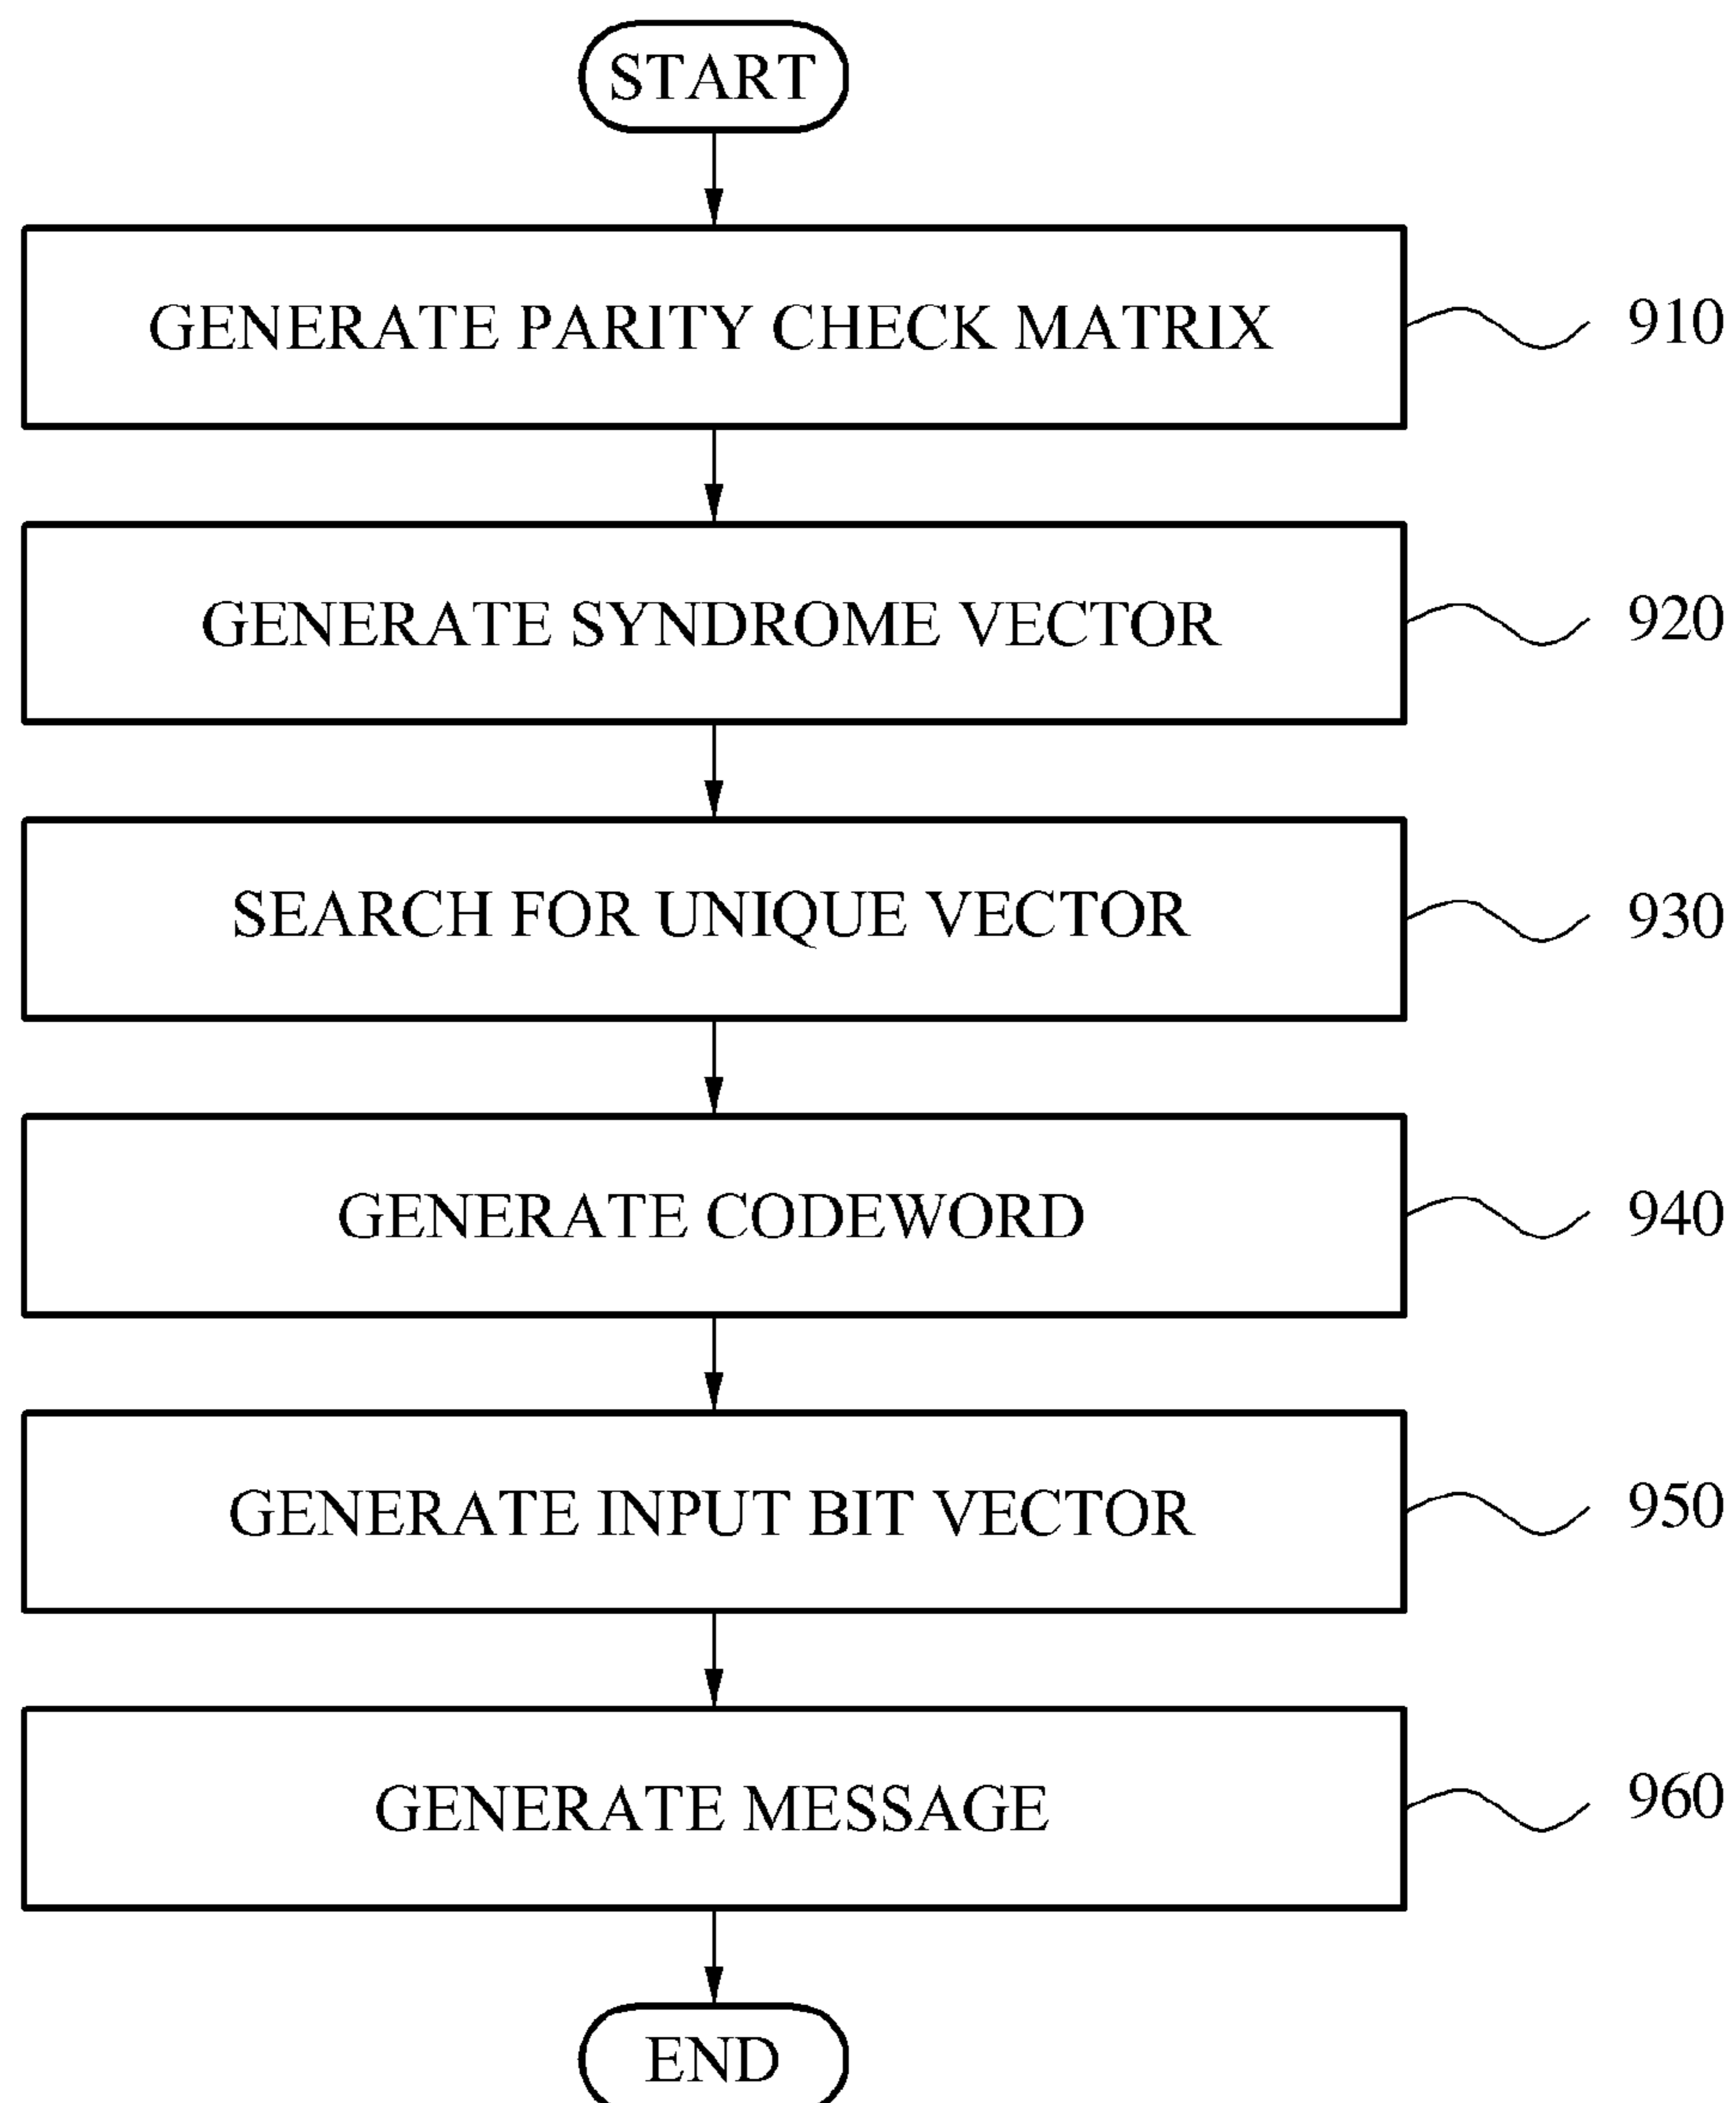 START
GENERATE PARITY CHECK MATRIX
910
GENERATE SYNDROME VECTOR
920
SEARCH FOR UNIQUE VECTOR
930
GENERATE CODEWORD
940
GENERATE INPUT BIT VECTOR
950
GENERATE MESSAGE
960
END